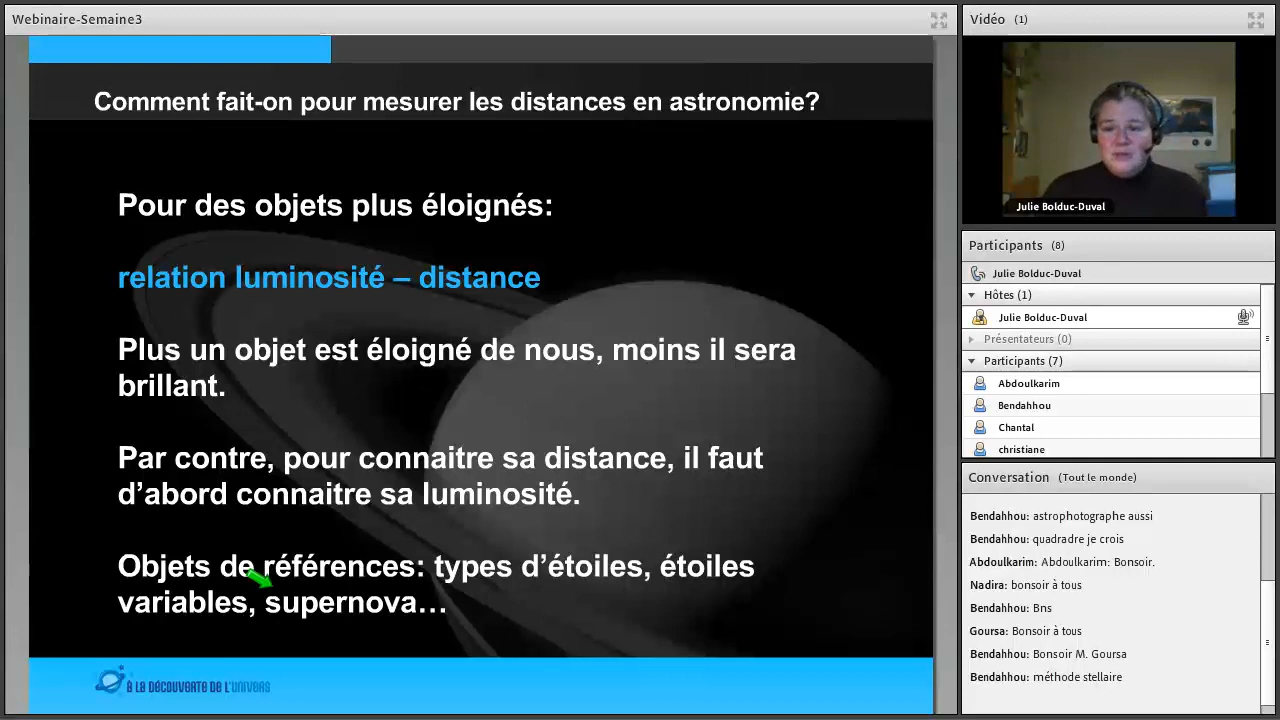 Webinaire-Semaine3
Comment fait-on pour mesurer les distances en astronomie?
Pour des objets plus éloignés:
relation luminosité – distance
Plus un objet est éloigné de nous, moins il sera
brillant.
Par contre, pour connaitre sa distance, il faut
d’abord connaitre sa luminosité.
Objets de références: types d’étoiles, étoiles
variables, supernova…
À LA DÉCOUVERTE DE L'UNIVERS
Vidéo (1)
Julie Bolduc-Duval
Participants (8)
Julie Bolduc-Duval
Hôtes (1)
Julie Bolduc-Duval
Présentateurs (0)
Participants (7)
Abdoulkarim
Bendahhou
Chantal
christiane
Conversation (Tout le monde)
Bendahhou: astrophotographe aussi
Bendahhou: quadradre je crois
Abdoulkarim: Abdoulkarim: Bonsoir.
Nadira: bonsoir à tous
Bendahhou: Bns
Goursa: Bonsoir à tous
Bendahhou: Bonsoir M. Goursa
Bendahhou: méthode stellaire